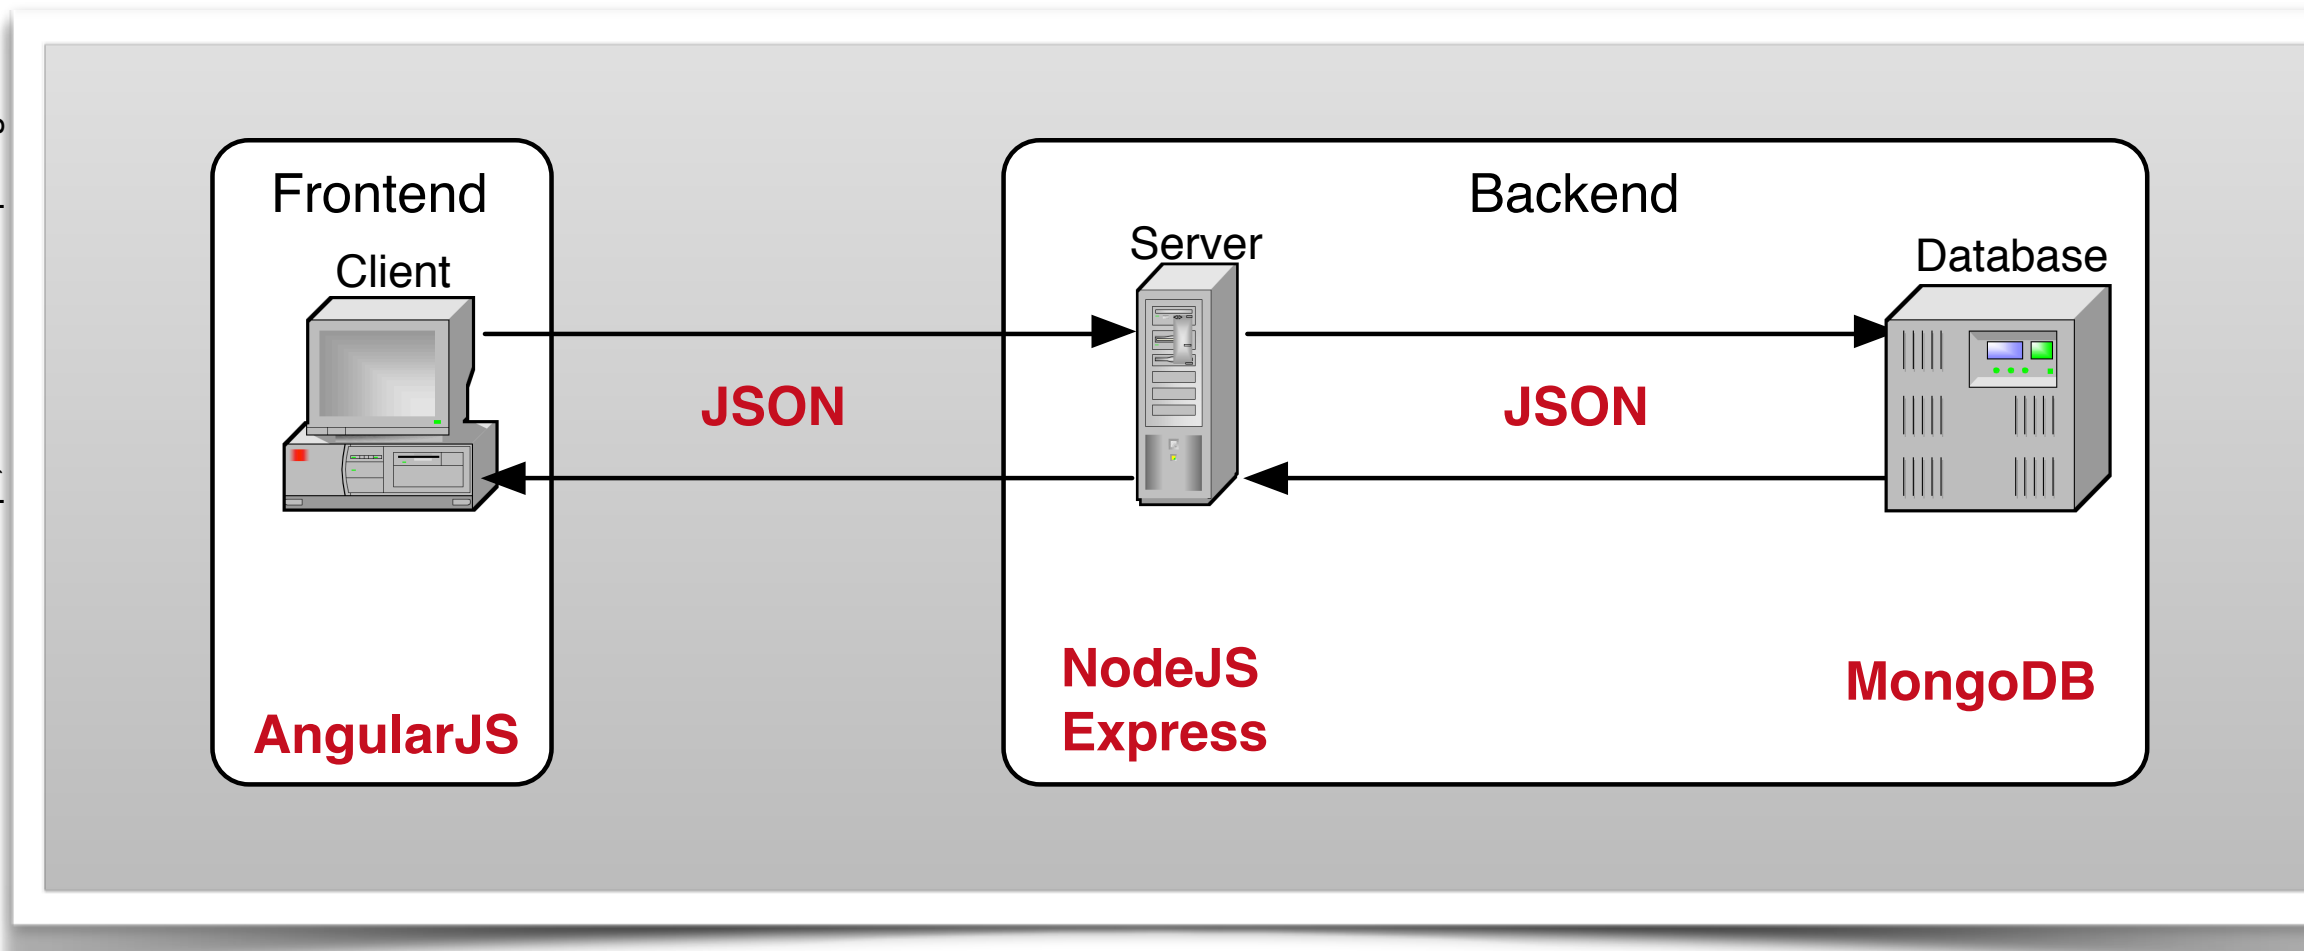 Frontend
Backend
Server
Client
Database
JSON
JSON
NodeJS
Express
MongoDB
AngularJS